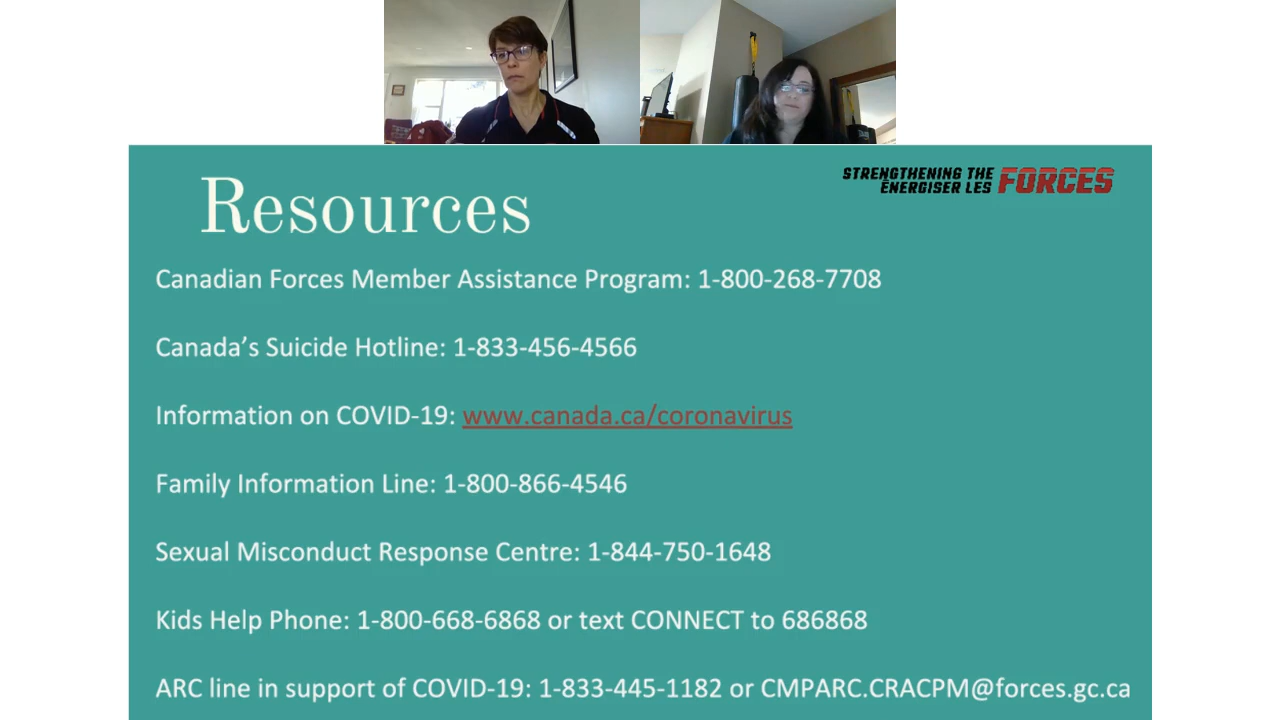 STRENGTHENING THE
ÉNERGISER LES FORCES
Resources
Canadian Forces Member Assistance Program: 1-800-268-7708
Canada’s Suicide Hotline: 1-833-456-4566
Information on COVID-19: www.canada.ca/coronavirus
Family Information Line: 1-800-866-4546
Sexual Misconduct Response Centre: 1-844-750-1648
Kids Help Phone: 1-800-668-6868 or text CONNECT to 686868
ARC line in support of COVID-19: 1-833-445-1182 or CMPARC.CRACPM@forces.gc.ca